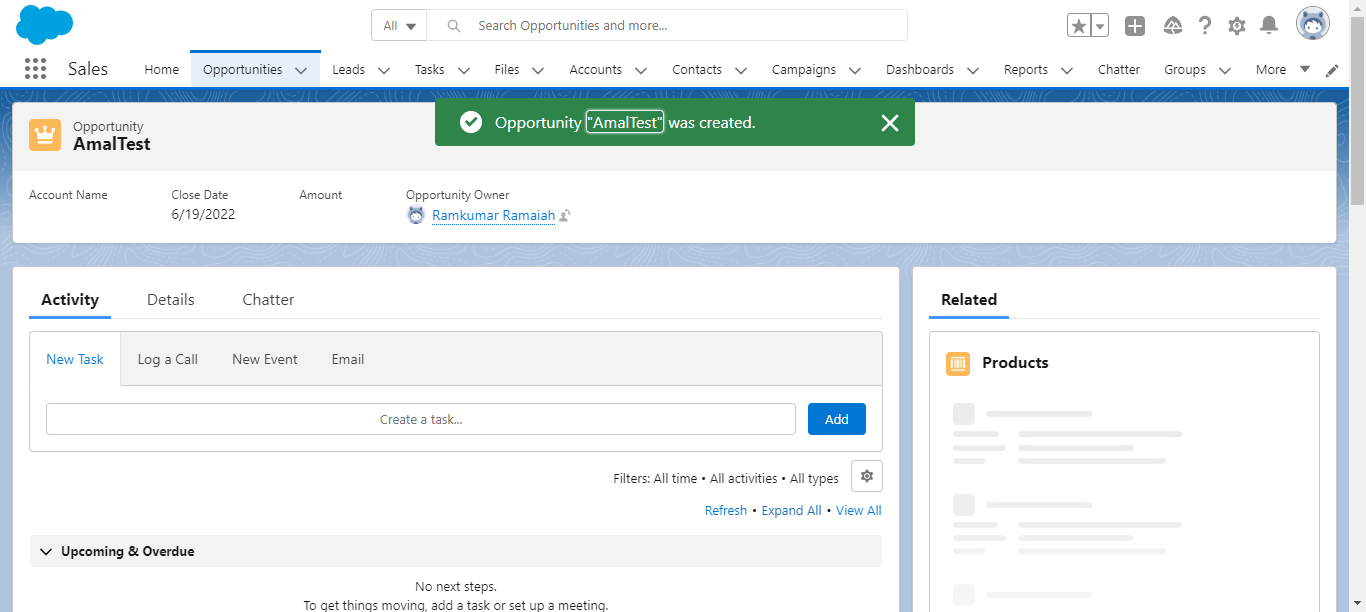 All
Search Opportunities and more...
Sales
Home
Opportunities
Leads
Tasks
Files
Accounts
Contacts
Campaigns
Dashboards
Reports
Chatter
Groups
More
Opportunity "AmalTest" was created.
Opportunity
AmalTest
Account Name
Close Date
Amount
Opportunity Owner
6/19/2022
Ramkumar Ramaiah
Activity
Details
Chatter
Related
New Task
Log a Call
New Event
Email
Products
Create a task...
Add
Filters: All time • All activities • All types
Refresh • Expand All • View All
Upcoming & Overdue
No next steps.
To get things moving, add a task or set up a meeting.